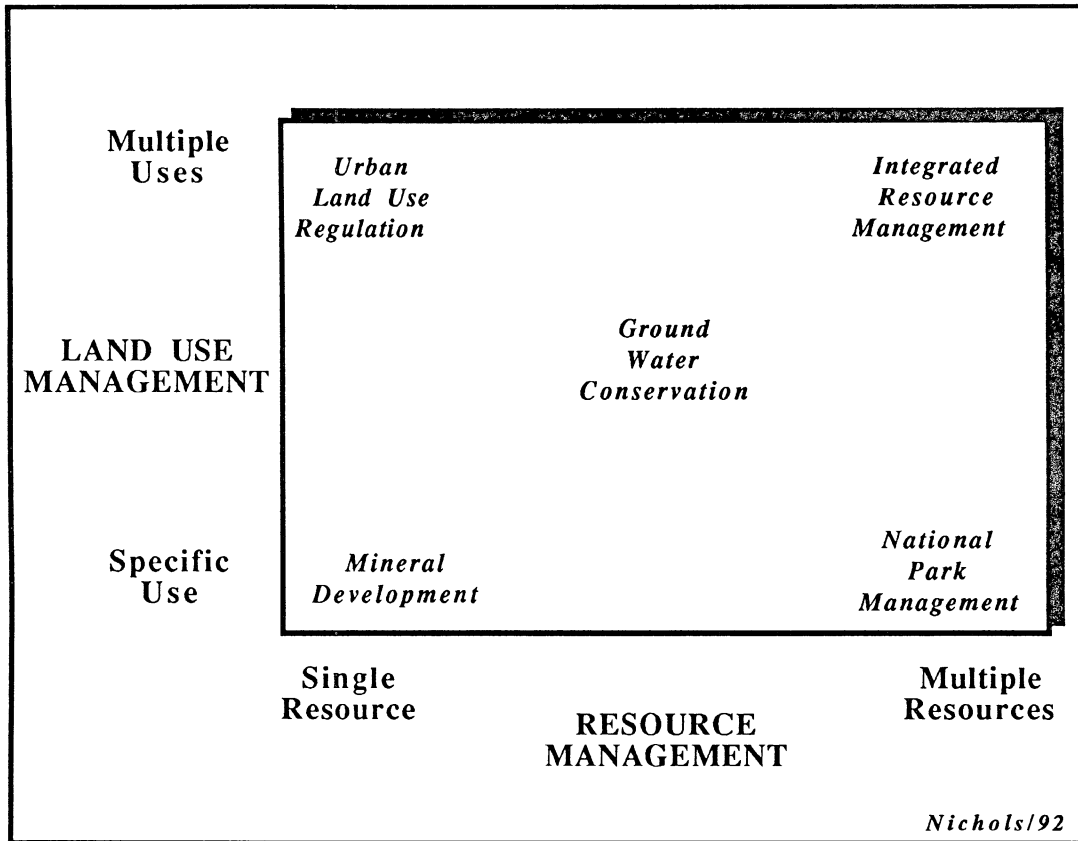 Multiple
Uses
Urban
Land Use
Regulation
Integrated
Resource
Management
LAND USE
MANAGEMENT
Ground
Water
Conservation
Specific
Use
Mineral
Development
National
Park
Management
Single
Resource
Multiple
Resources
RESOURCE
MANAGEMENT
Nichols/92